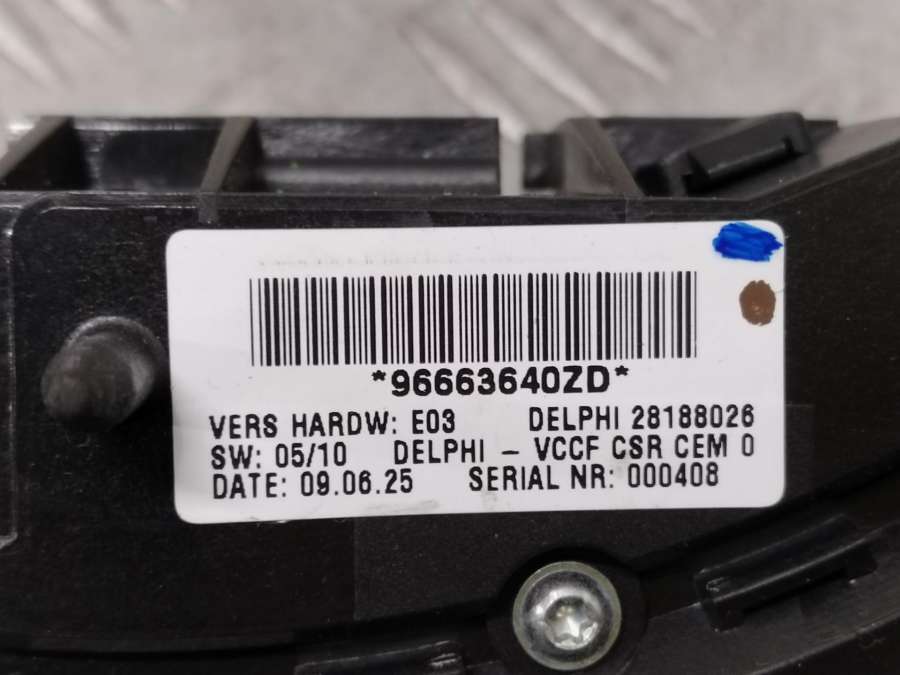 *96663640ZD*
VERS HARDW: E03 DELPHI 28188026
SW: 05/10 DELPHI - VCCF CSR CEM 0
DATE: 09.06.25 SERIAL NR: 000408